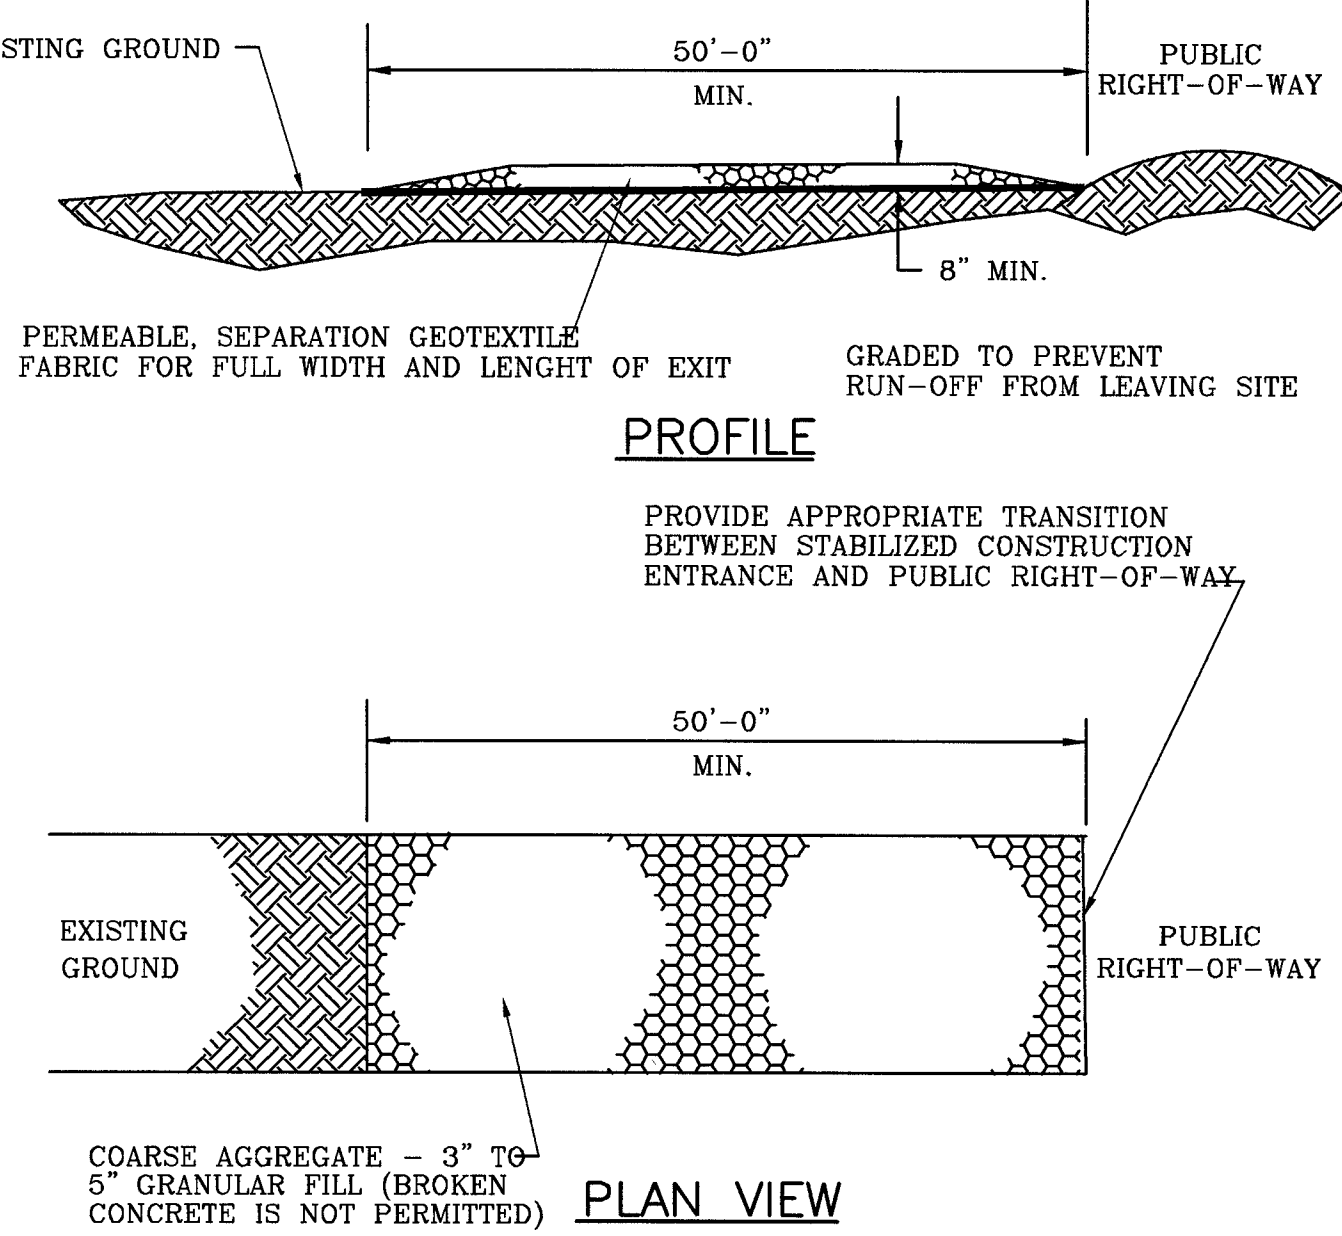 STING GROUND
50'-0"
MIN.
PUBLIC
RIGHT-OF-WAY
8" MIN.
PERMEABLE, SEPARATION GEOTEXTILE
FABRIC FOR FULL WIDTH AND LENGHT OF EXIT
GRADED TO PREVENT
RUN-OFF FROM LEAVING SITE
PROFILE
PROVIDE APPROPRIATE TRANSITION
BETWEEN STABILIZED CONSTRUCTION
ENTRANCE AND PUBLIC RIGHT-OF-WAY
50'-0"
MIN.
EXISTING
GROUND
PUBLIC
RIGHT-OF-WAY
COARSE AGGREGATE - 3" TO
5" GRANULAR FILL (BROKEN
CONCRETE IS NOT PERMITTED)
PLAN VIEW